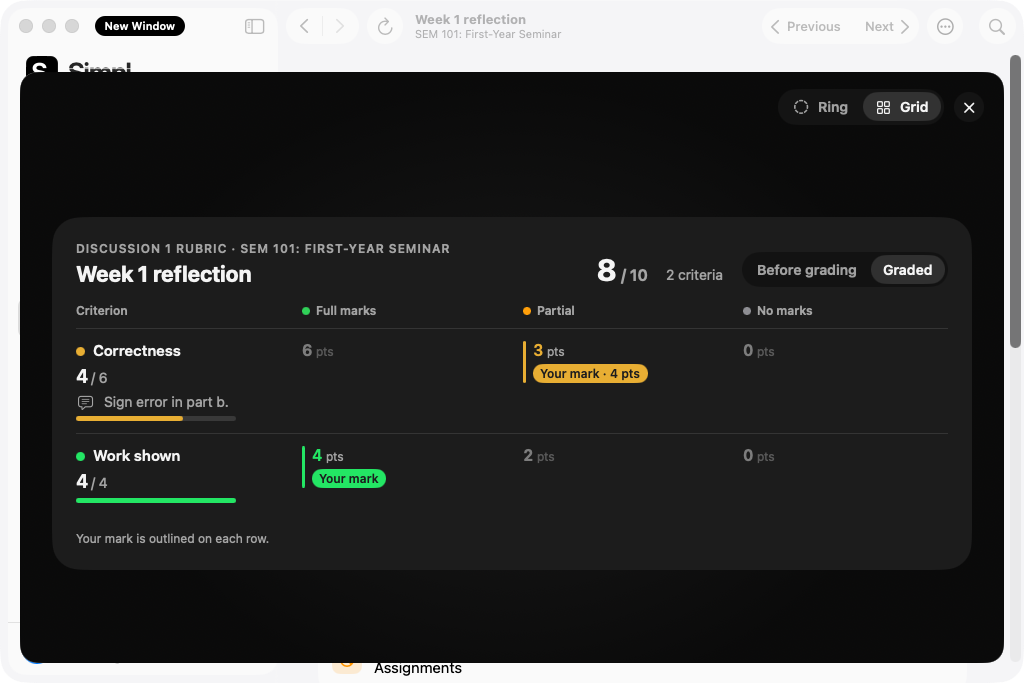 New Window
Week 1 reflection
SEM 101: First-Year Seminar
Previous
Next
Ring
Grid
DISCUSSION 1 RUBRIC · SEM 101: FIRST-YEAR SEMINAR
Week 1 reflection
8 / 10
2 criteria
Before grading
Graded
Criterion
Full marks
Partial
No marks
Correctness
6 pts
3 pts
0 pts
4 / 6
Your mark · 4 pts
Sign error in part b.
Work shown
4 pts
2 pts
0 pts
4 / 4
Your mark
Your mark is outlined on each row.
Assignments